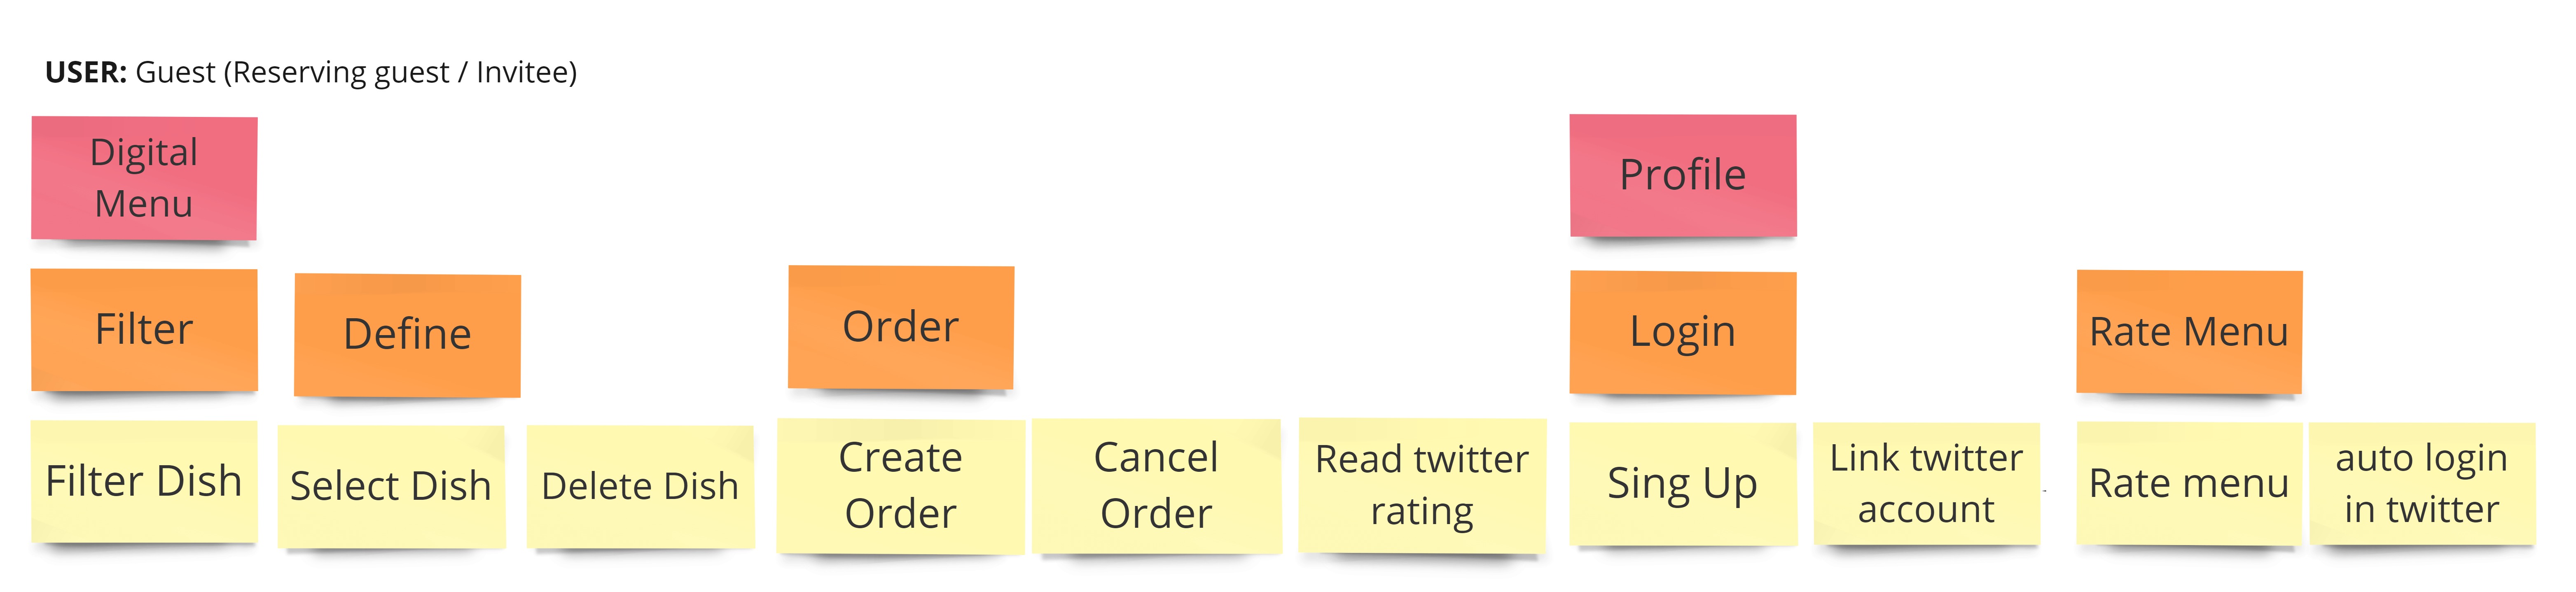 USER: Guest (Reserving guest / Invitee)
Digital
Menu
Profile
Filter
Define
Order
Login
Rate Menu
Filter Dish
Select Dish
Delete Dish
Create
Order
Cancel
Order
Read twitter
rating
Sing Up
Link twitter
account
Rate menu
auto login
in twitter